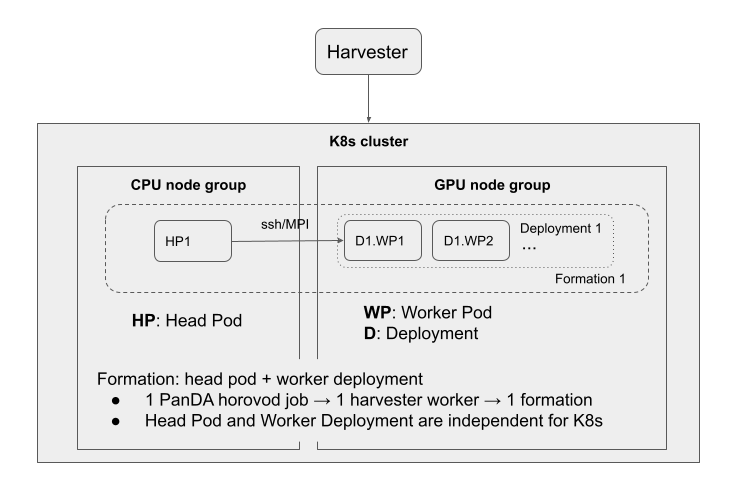 Harvester
K8s cluster
CPU node group
GPU node group
ssh/MPI
HP1
D1.WP1
D1.WP2
Deployment 1
...
Formation 1
HP: Head Pod
WP: Worker Pod
D: Deployment
Formation: head pod + worker deployment
● 1 PanDA horovod job → 1 harvester worker → 1 formation
● Head Pod and Worker Deployment are independent for K8s